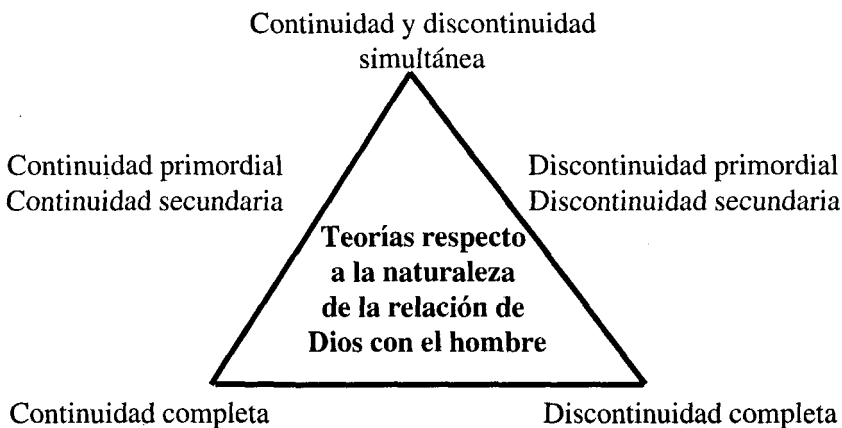 Continuidad y discontinuidad
simultánea
Continuidad primordial
Continuidad secundaria
Discontinuidad primordial
Discontinuidad secundaria
Teorías respecto
a la naturaleza
de la relación de
Dios con el hombre
Continuidad completa
Discontinuidad completa